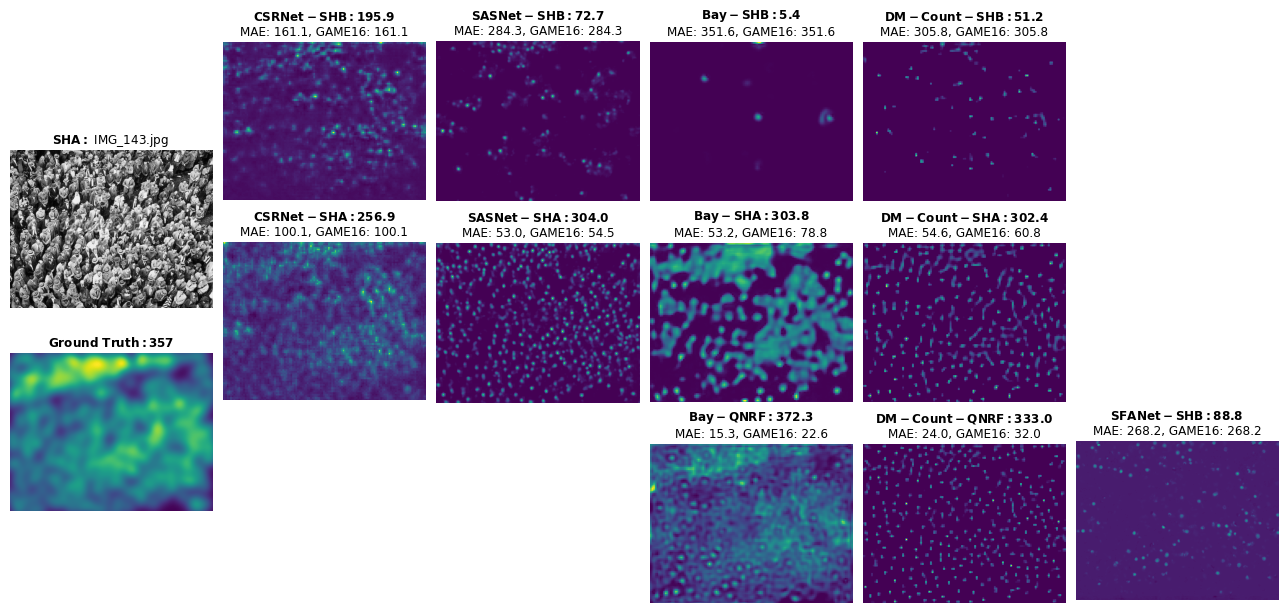 CSRNet − SHB : 195.9
MAE: 161.1, GAME16: 161.1
SASNet − SHB : 72.7
MAE: 284.3, GAME16: 284.3
Bay − SHB : 5.4
MAE: 351.6, GAME16: 351.6
DM − Count − SHB : 51.2
MAE: 305.8, GAME16: 305.8
SHA : IMG_143.jpg
CSRNet − SHA : 256.9
MAE: 100.1, GAME16: 100.1
SASNet − SHA : 304.0
MAE: 53.0, GAME16: 54.5
Bay − SHA : 303.8
MAE: 53.2, GAME16: 78.8
DM − Count − SHA : 302.4
MAE: 54.6, GAME16: 60.8
Ground Truth : 357
Bay − QNRF : 372.3
MAE: 15.3, GAME16: 22.6
DM − Count − QNRF : 333.0
MAE: 24.0, GAME16: 32.0
SFANet − SHB : 88.8
MAE: 268.2, GAME16: 268.2